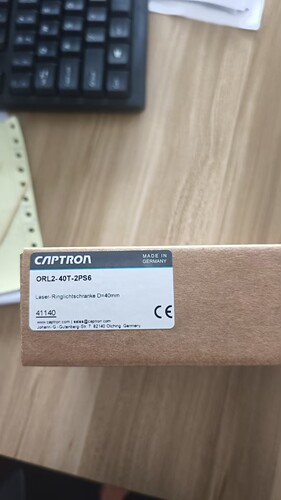 CAPTRON
MADE IN
GERMANY
ORL2-40T-2PS6
Laser-Ringlichtschranke D=40mm
41140
CE
www.captron.com | sales@captron.com
Johann-G.-Gutenberg-Str. 7, 82140 Olching, Germany